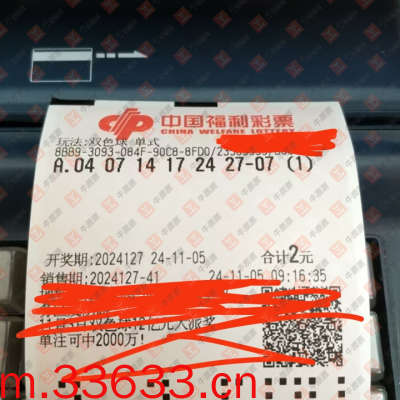 中国福利彩票
CHINA WELFARE LOTTERY
玩法:双色球 单式
8BB9-3093-084F-90C8-8FD0/
A.04 07 14 17 24 27-07 (1)
开奖期:2024127 24-11-05 合计2元
销售期:2024127-41 24-11-05 09:16:35
单注可中2000万!
m.33633.cn